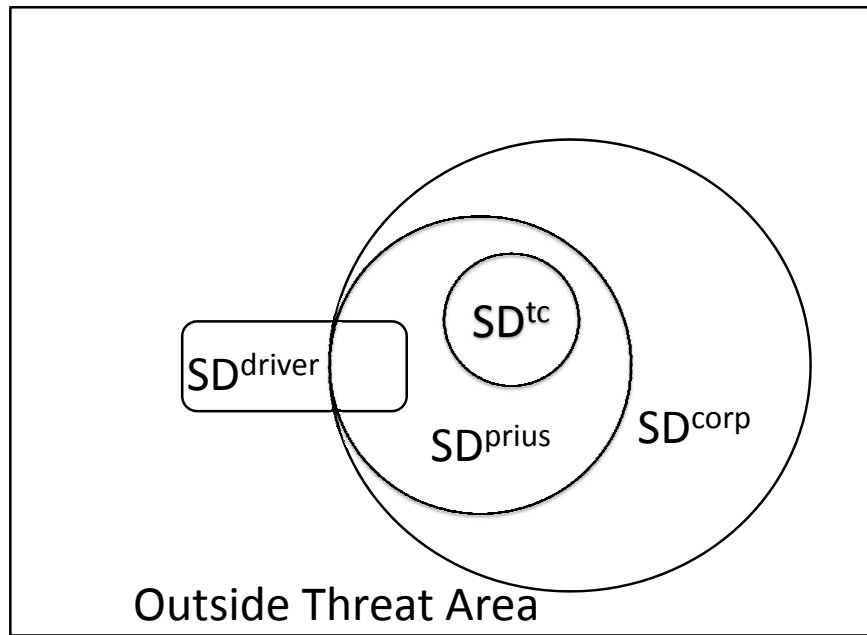 SD^tc
SD^driver
SD^prius
SD^corp
Outside Threat Area